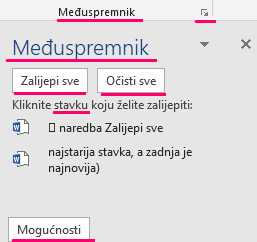 Međuspremnik
Međuspremnik
Zalijepi sve Očisti sve
Kliknite stavku koju želite zalijepiti:
▯ naredba Zalijepi sve
najstarija stavka, a zadnja je
najnovija)
Mogućnosti